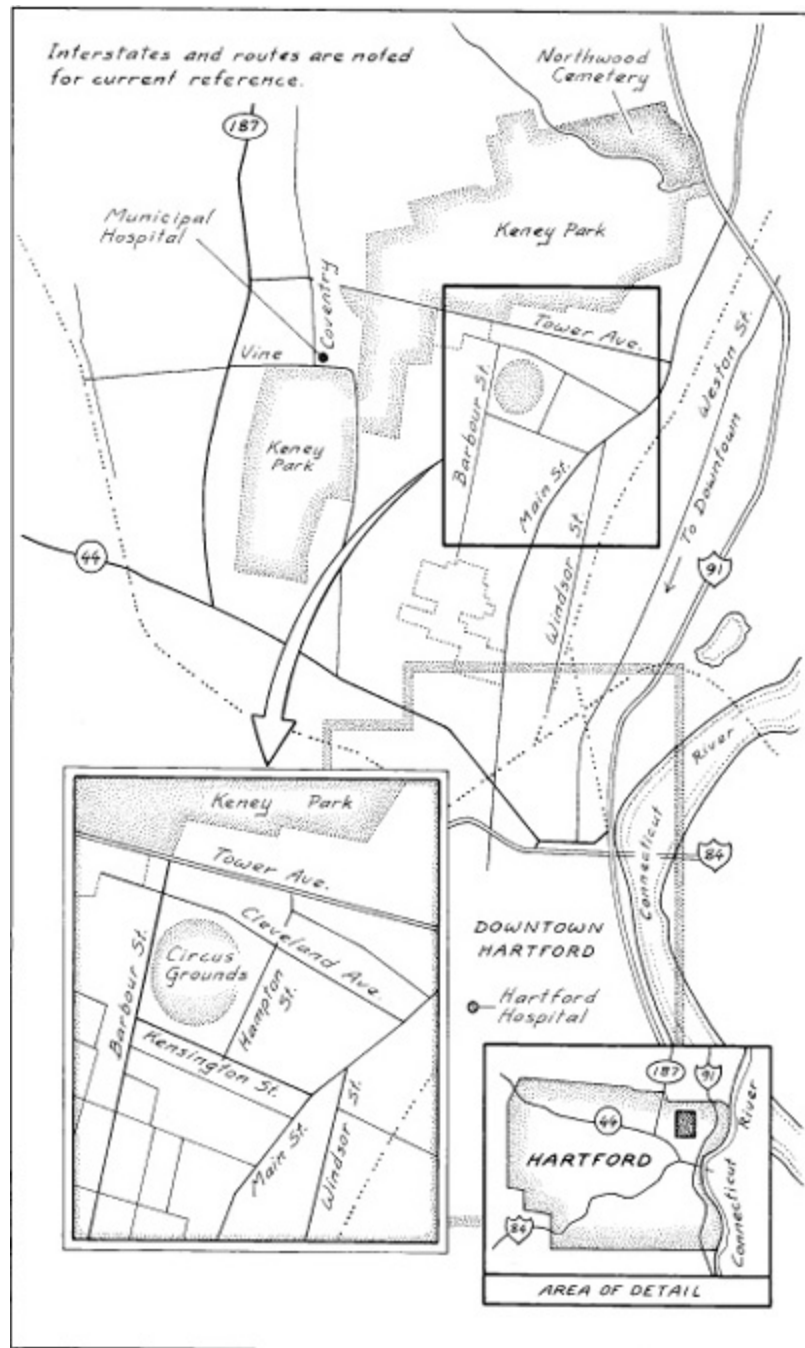 Interstates and routes are noted
for current reference.
Northwood
Cemetery
187
Municipal
Hospital
Keney Park
Coventry
Tower Ave.
Vine
Weston St.
Barbour St.
Keney
Park
Main St.
To Downtown
44
Windsor St.
91
River
Connecticut
84
Keney Park
Tower Ave.
Cleveland Ave.
Circus
Grounds
Barbour St.
Hampton
St.
Kensington St.
Main St.
Windsor St.
DOWNTOWN
HARTFORD
Hartford
Hospital
187
91
44
River
HARTFORD
Connecticut
84
AREA OF DETAIL